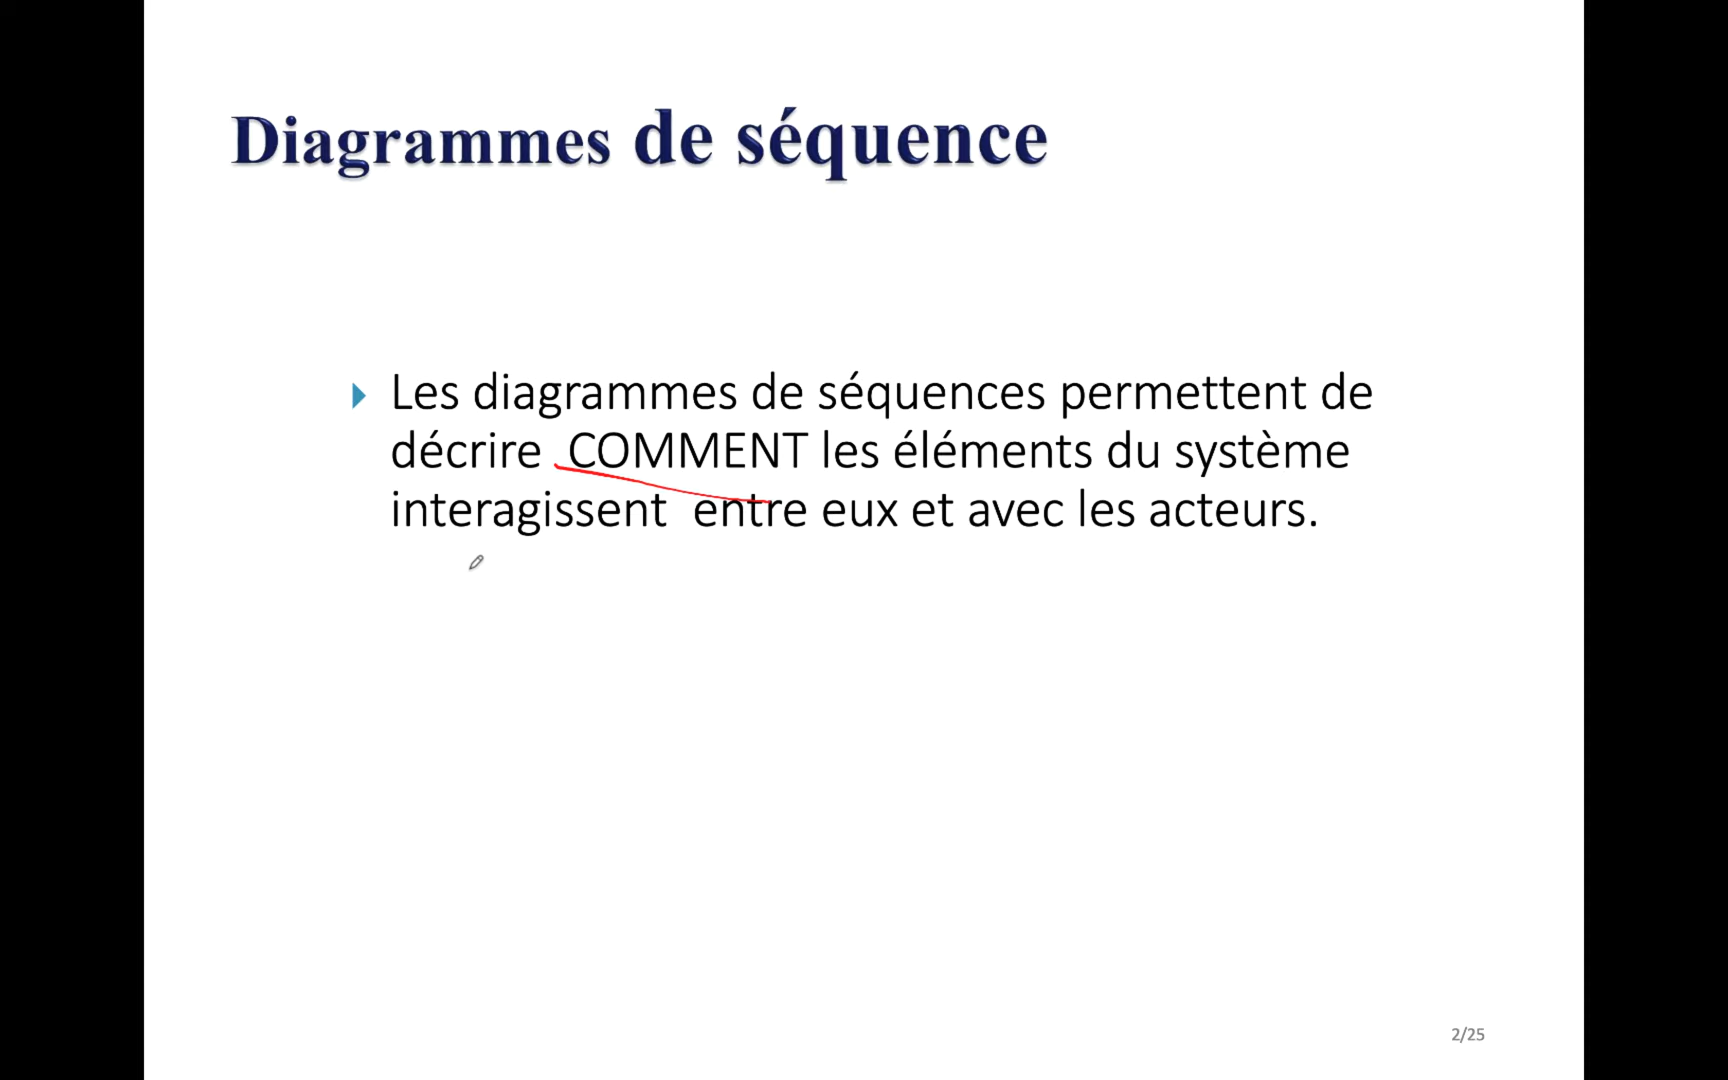 Diagrammes de séquence
Les diagrammes de séquences permettent de
décrire COMMENT les éléments du système
interagissent entre eux et avec les acteurs.
2/25